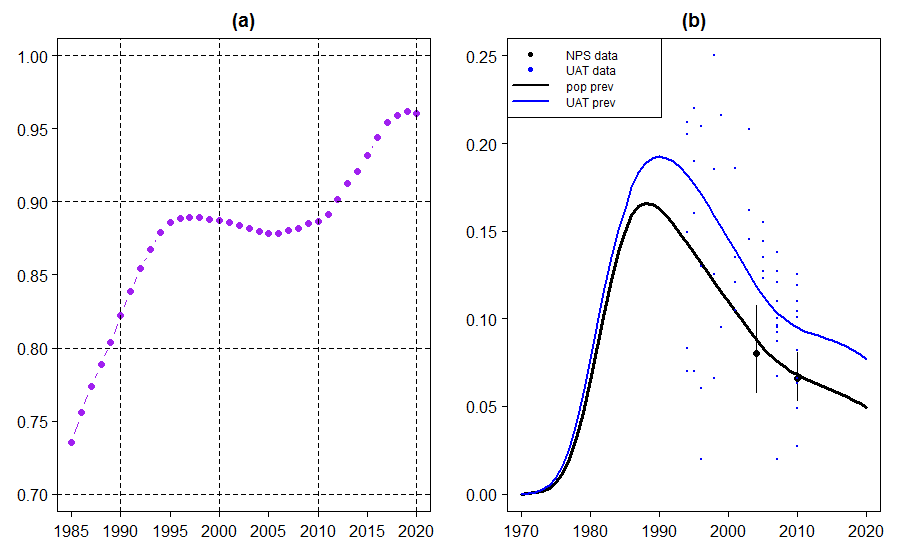 (a)
1.00
0.95
0.90
0.85
0.80
0.75
0.70
1985 1990 1995 2000 2005 2010 2015 2020
(b)
NPS data
UAT data
pop prev
UAT prev
0.25
0.20
0.15
0.10
0.05
0.00
1970 1980 1990 2000 2010 2020